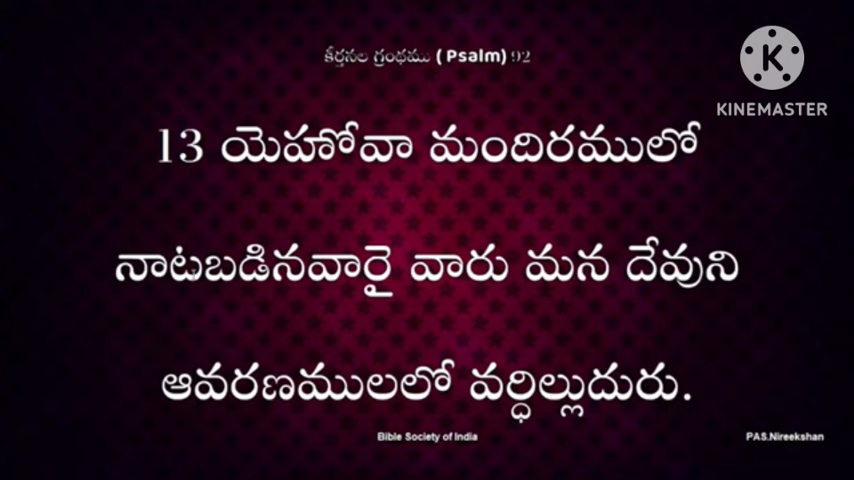 కీర్తనల గ్రంథము ( Psalm) 92
K
KINEMASTER
13 యెహోవా మందిరములో
నాటబడినవారై వారు మన దేవుని
ఆవరణములలో వర్ధిల్లుదురు.
Bible Society of India
PAS.Nireekshan